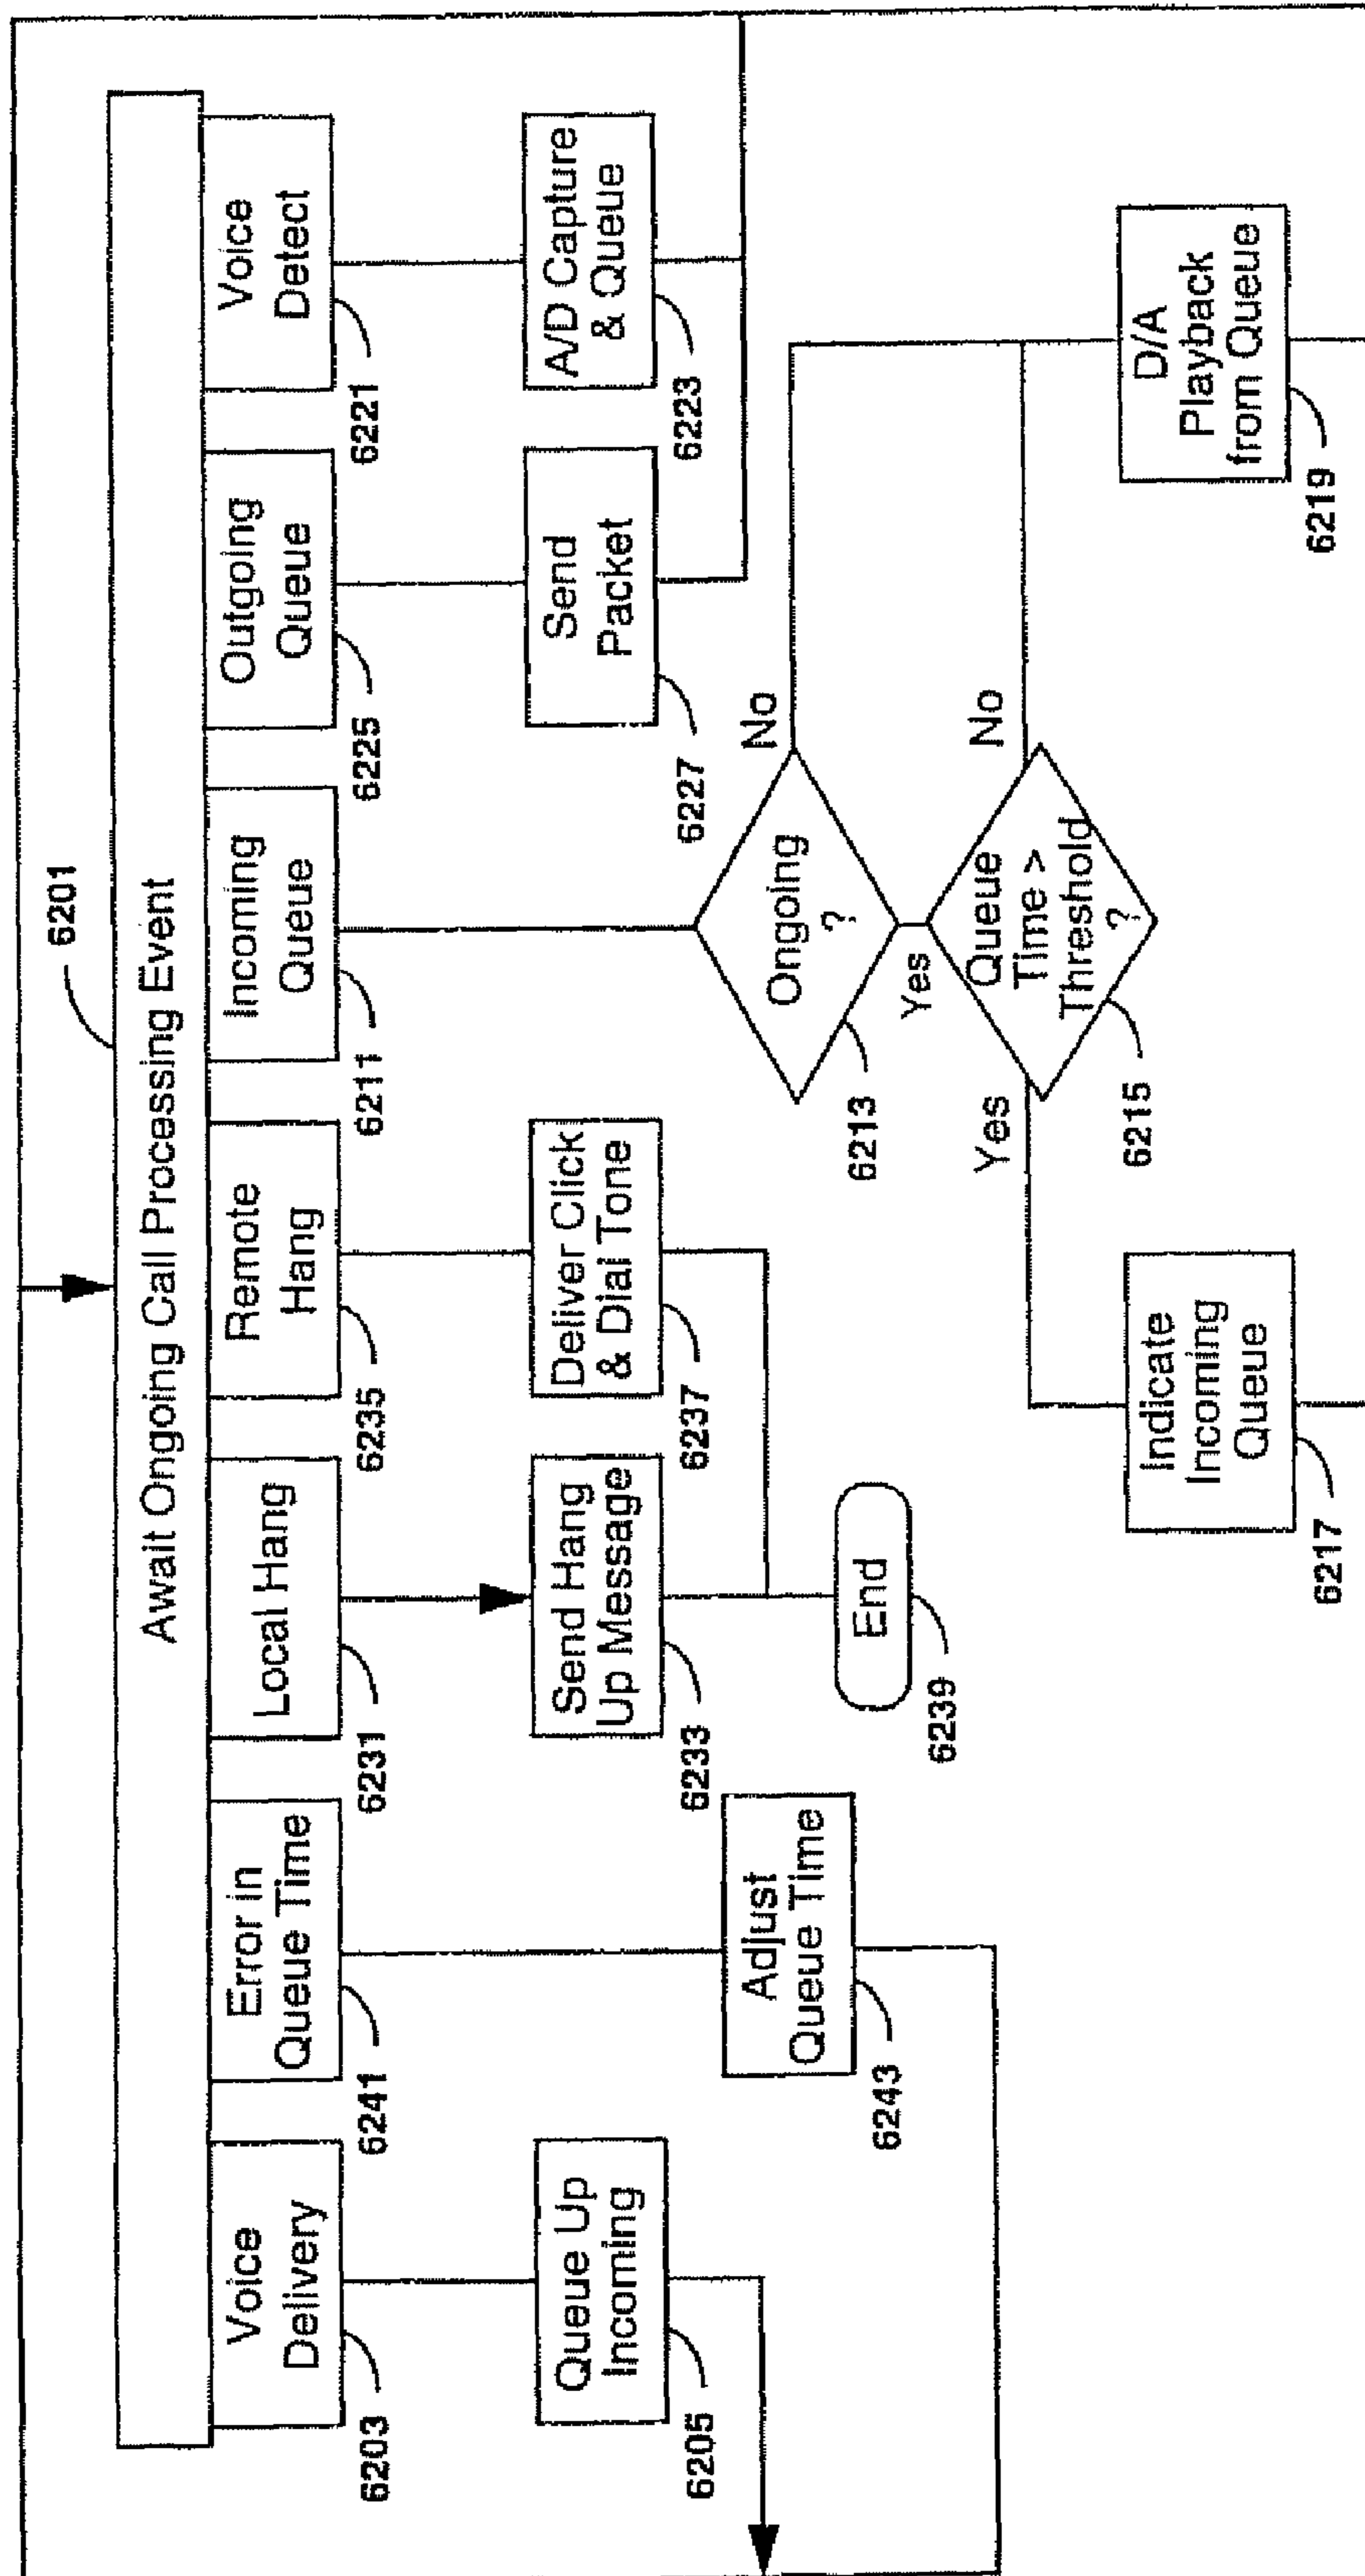 6201
Await Ongoing Call Processing Event
Voice
Delivery
6203
Error in
Queue Time
6241
Local Hang
6231
Remote
Hang
6235
Incoming
Queue
6211
Outgoing
Queue
6225
Voice
Detect
6221
Queue Up
Incoming
6205
Send Hang
Up Message
6233
Deliver Click
& Dial Tone
6237
Send
Packet
6227
A/D Capture
& Queue
6223
Adjust
Queue Time
6243
End
6239
Ongoing
?
6213
No
Yes
Queue
Time >
Threshold
?
6215
Yes
No
Indicate
Incoming
Queue
6217
D/A
Playback
from Queue
6219